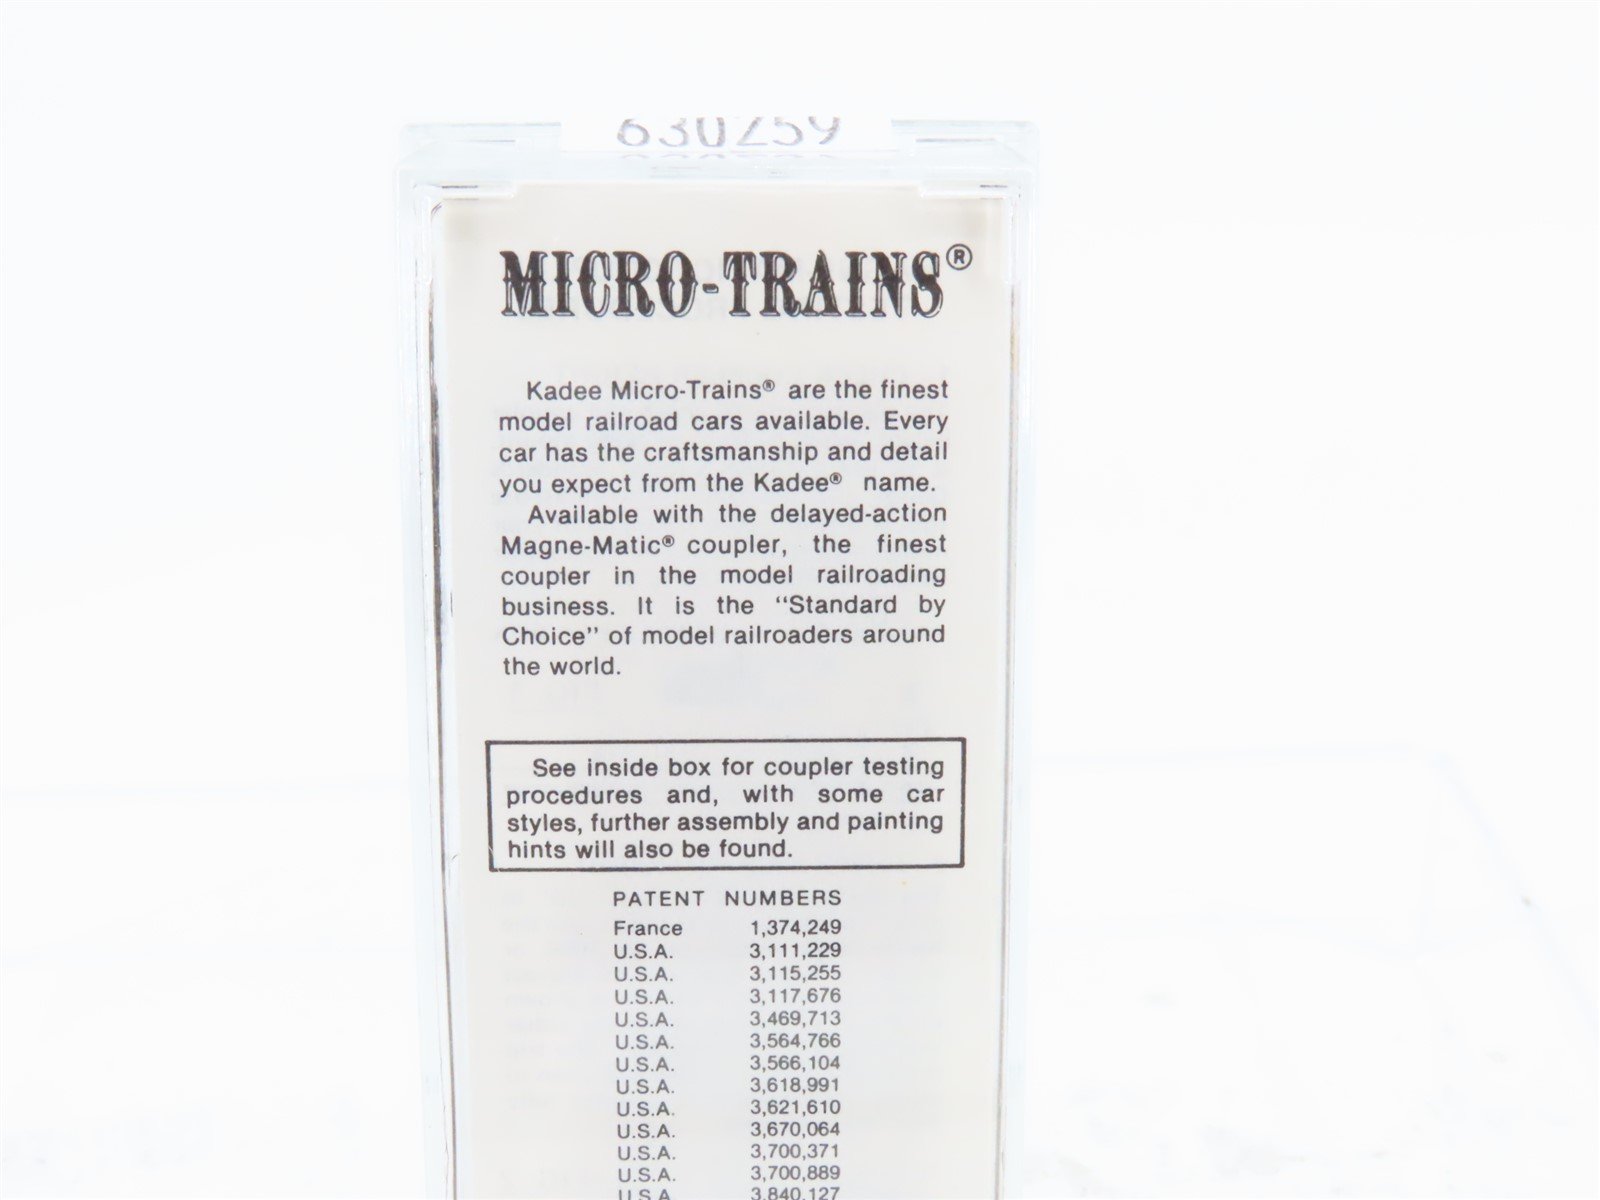 630259
MICRO-TRAINS®
Kadee Micro-Trains® are the finest
model railroad cars available. Every
car has the craftsmanship and detail
you expect from the Kadee® name.
Available with the delayed-action
Magne-Matic® coupler, the finest
coupler in the model railroading
business. It is the "Standard by
Choice" of model railroaders around
the world.
See inside box for coupler testing
procedures and, with some car
styles, further assembly and painting
hints will also be found.
PATENT NUMBERS
France 1,374,249
U.S.A. 3,111,229
U.S.A. 3,115,255
U.S.A. 3,117,676
U.S.A. 3,469,713
U.S.A. 3,564,766
U.S.A. 3,566,104
U.S.A. 3,618,991
U.S.A. 3,621,610
U.S.A. 3,670,064
U.S.A. 3,700,371
U.S.A. 3,700,889
U.S.A. 3,840,127